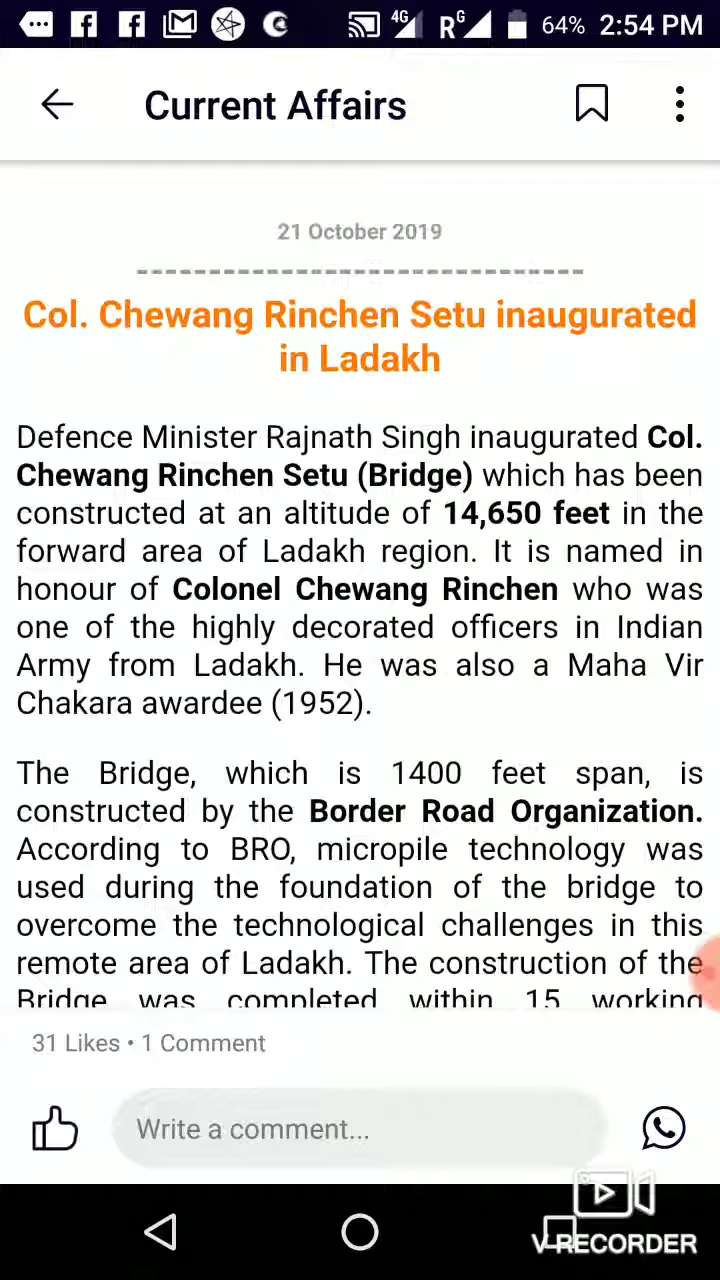 4G R G 64% 2:54 PM
Current Affairs
21 October 2019
Col. Chewang Rinchen Setu inaugurated
in Ladakh
Defence Minister Rajnath Singh inaugurated Col.
Chewang Rinchen Setu (Bridge) which has been
constructed at an altitude of 14,650 feet in the
forward area of Ladakh region. It is named in
honour of Colonel Chewang Rinchen who was
one of the highly decorated officers in Indian
Army from Ladakh. He was also a Maha Vir
Chakara awardee (1952).
The Bridge, which is 1400 feet span, is
constructed by the Border Road Organization.
According to BRO, micropile technology was
used during the foundation of the bridge to
overcome the technological challenges in this
remote area of Ladakh. The construction of the
Bridge was completed within 15 working
31 Likes • 1 Comment
Write a comment...
V RECORDER